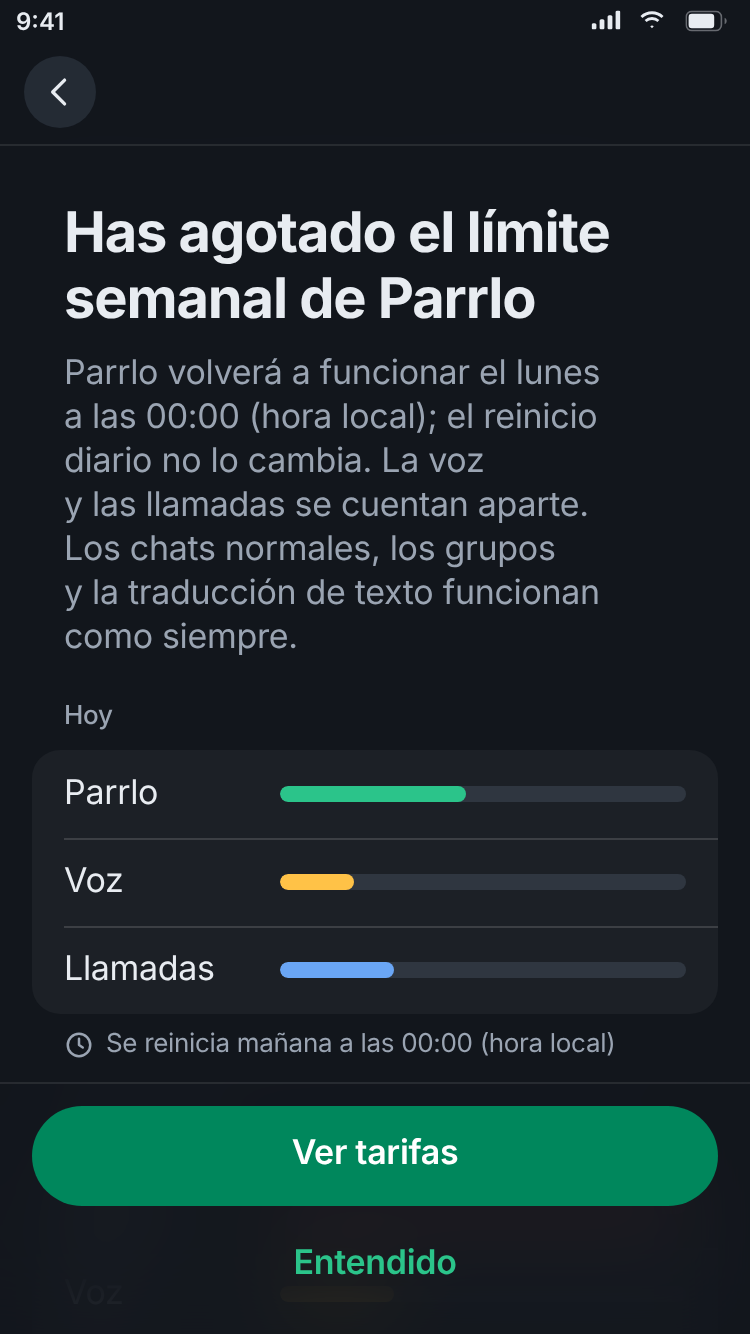 9:41
Has agotado el límite
semanal de Parrlo
Parrlo volverá a funcionar el lunes
a las 00:00 (hora local); el reinicio
diario no lo cambia. La voz
y las llamadas se cuentan aparte.
Los chats normales, los grupos
y la traducción de texto funcionan
como siempre.
Hoy
Parrlo
Voz
Llamadas
Se reinicia mañana a las 00:00 (hora local)
Ver tarifas
Entendido
Voz